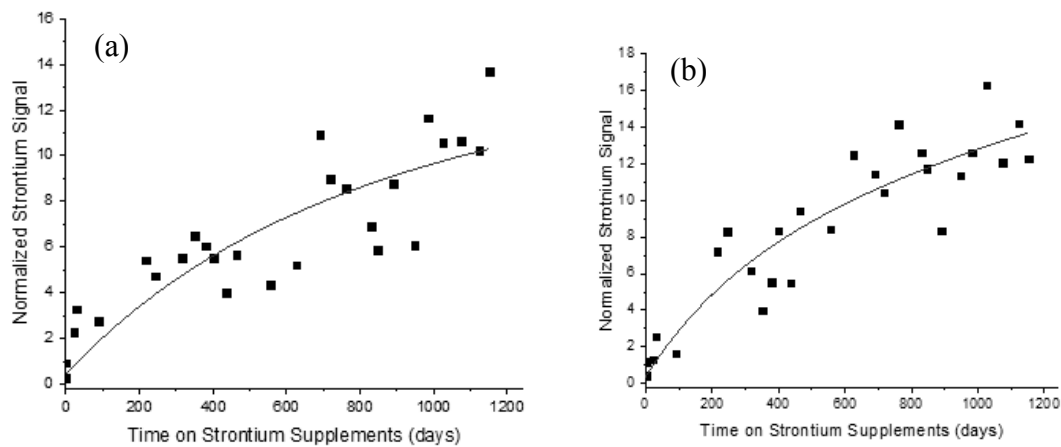 (a)
Normalized Strontium Signal
16
14
12
10
8
6
4
2
0
0 200 400 600 800 1000 1200
Time on Strontium Supplements (days)
(b)
Normalized Strotnium Signal
18
16
14
12
10
8
6
4
2
0
0 200 400 600 800 1000 1200
Time on Strontium Supplements (days)